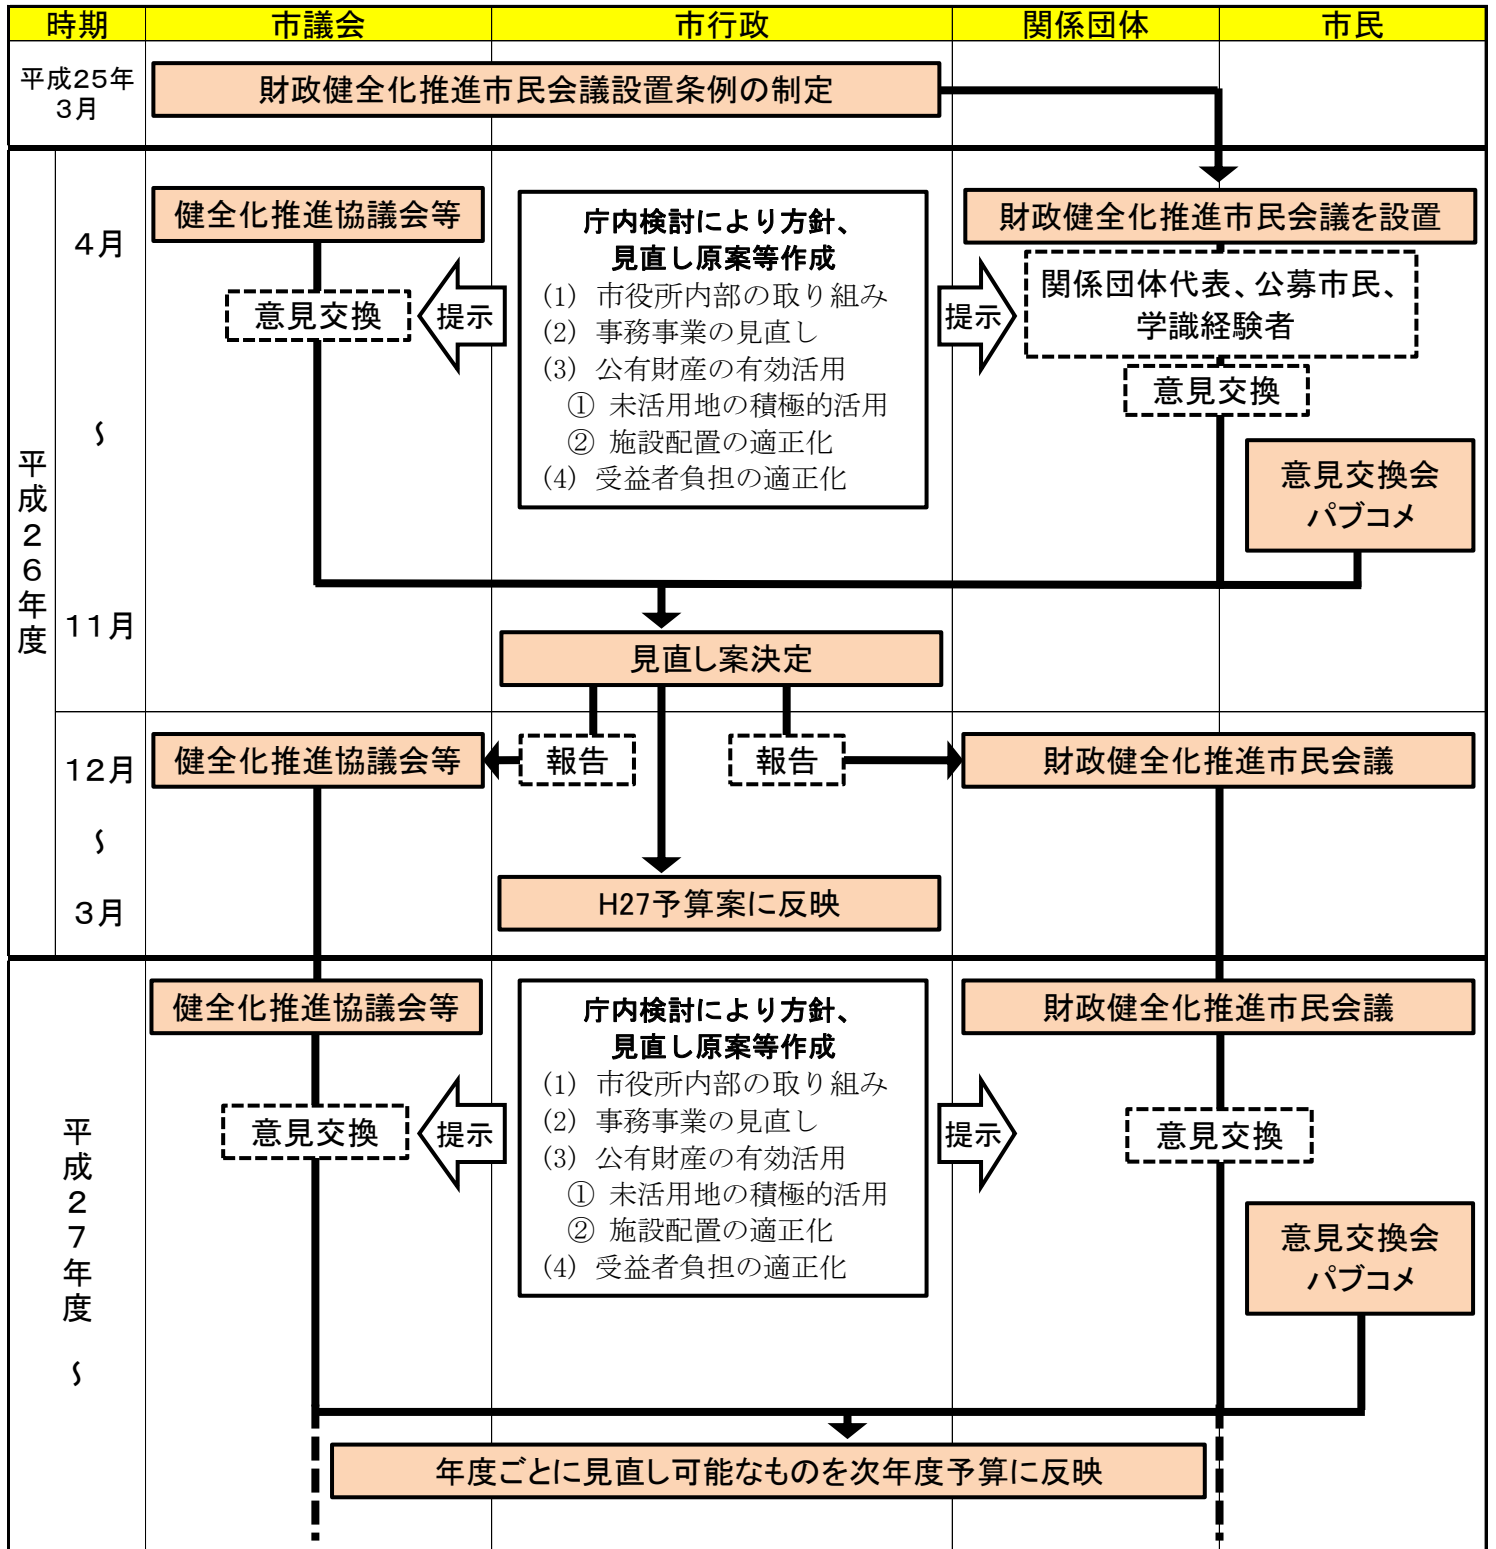 時期 市議会 市行政 関係団体 市民
平成25年
3月
財政健全化推進市民会議設置条例の制定
平成26年度
4月
～
11月
健全化推進協議会等
意見交換
提示
庁内検討により方針、
見直し原案等作成
(1) 市役所内部の取り組み
(2) 事務事業の見直し
(3) 公有財産の有効活用
① 未活用地の積極的活用
② 施設配置の適正化
(4) 受益者負担の適正化
提示
財政健全化推進市民会議を設置
関係団体代表、公募市民、
学識経験者
意見交換
意見交換会
パブコメ
見直し案決定
12月
～
3月
健全化推進協議会等
報告
報告
財政健全化推進市民会議
H27予算案に反映
平成27年度
～
健全化推進協議会等
意見交換
提示
庁内検討により方針、
見直し原案等作成
(1) 市役所内部の取り組み
(2) 事務事業の見直し
(3) 公有財産の有効活用
① 未活用地の積極的活用
② 施設配置の適正化
(4) 受益者負担の適正化
提示
財政健全化推進市民会議
意見交換
意見交換会
パブコメ
年度ごとに見直し可能なものを次年度予算に反映